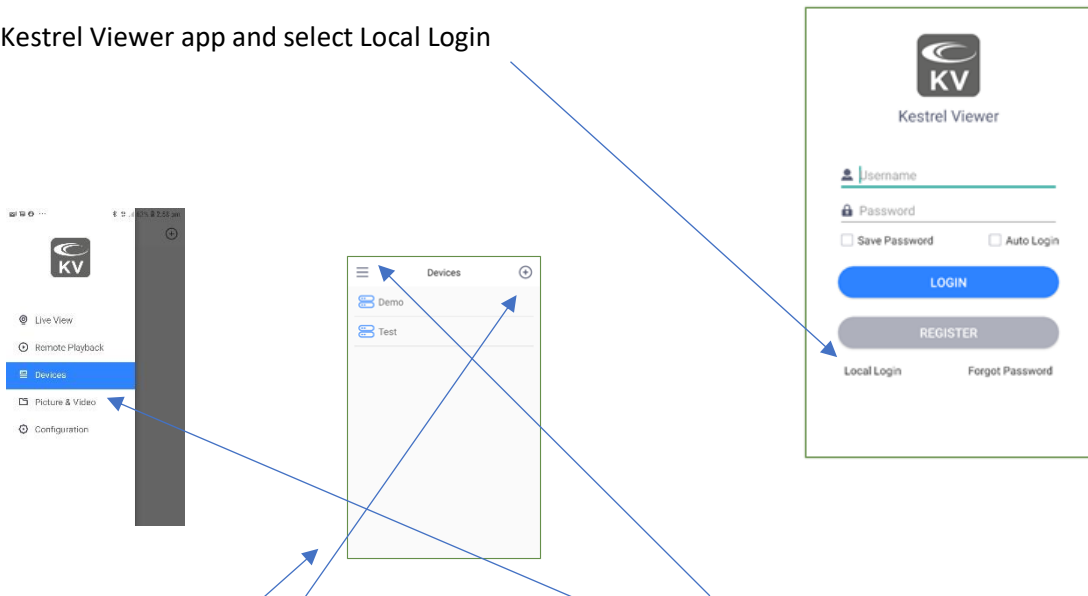 Kestrel Viewer app and select Local Login
KV
Kestrel Viewer
Username
Password
Save Password
Auto Login
LOGIN
REGISTER
Local Login
Forgot Password
KV
Live View
Remote Playback
Devices
Picture & Video
Configuration
Devices
Demo
Test